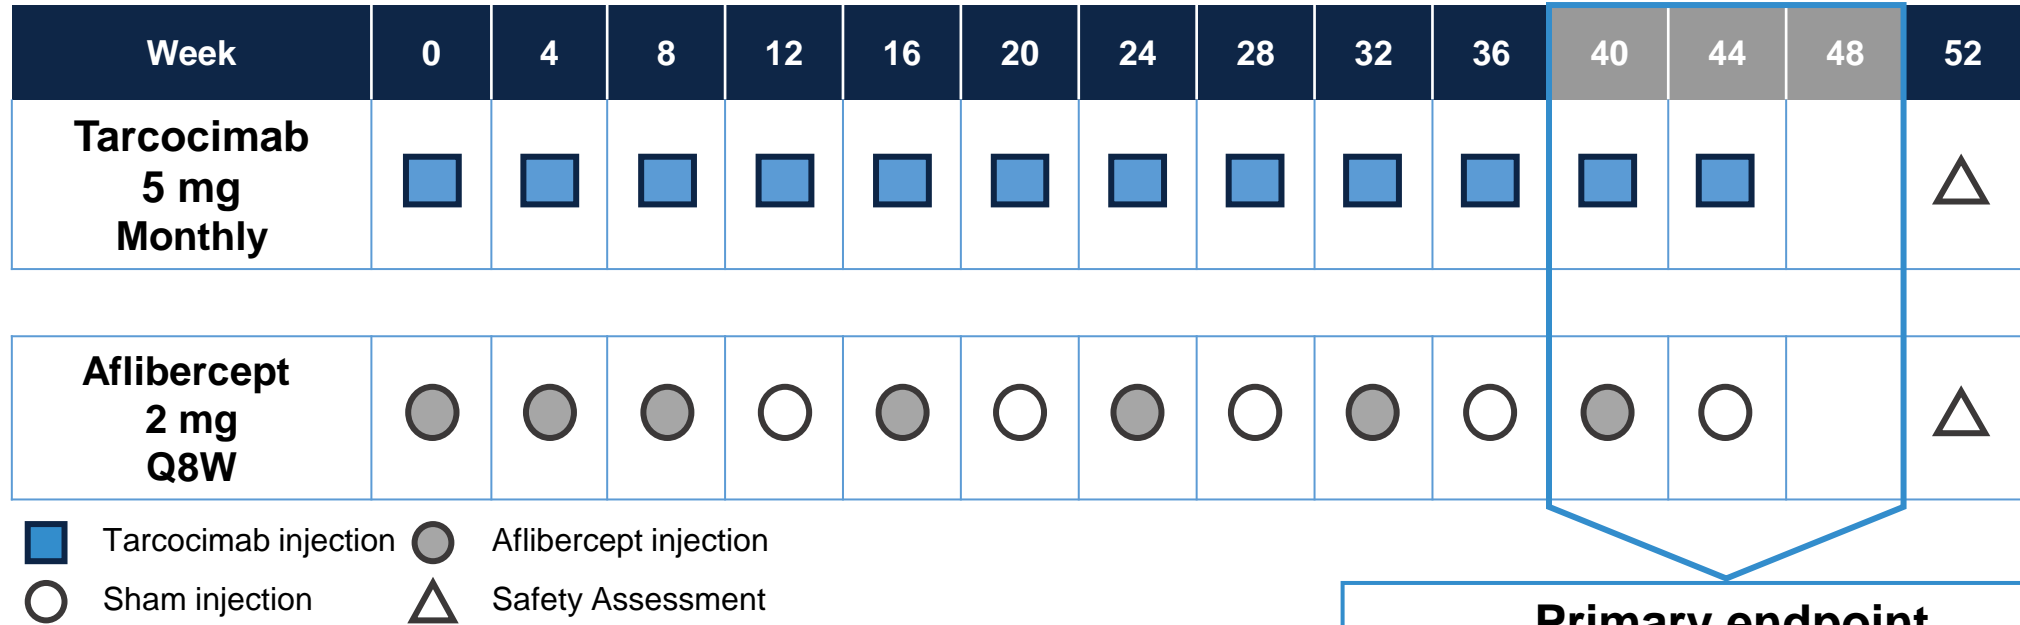 Week 0 4 8 12 16 20 24 28 32 36 40 44 48 52
Tarcocimab
5 mg
Monthly
Aflibercept
2 mg
Q8W
Tarcocimab injection Aflibercept injection
Sham injection Safety Assessment
Primary endpoint